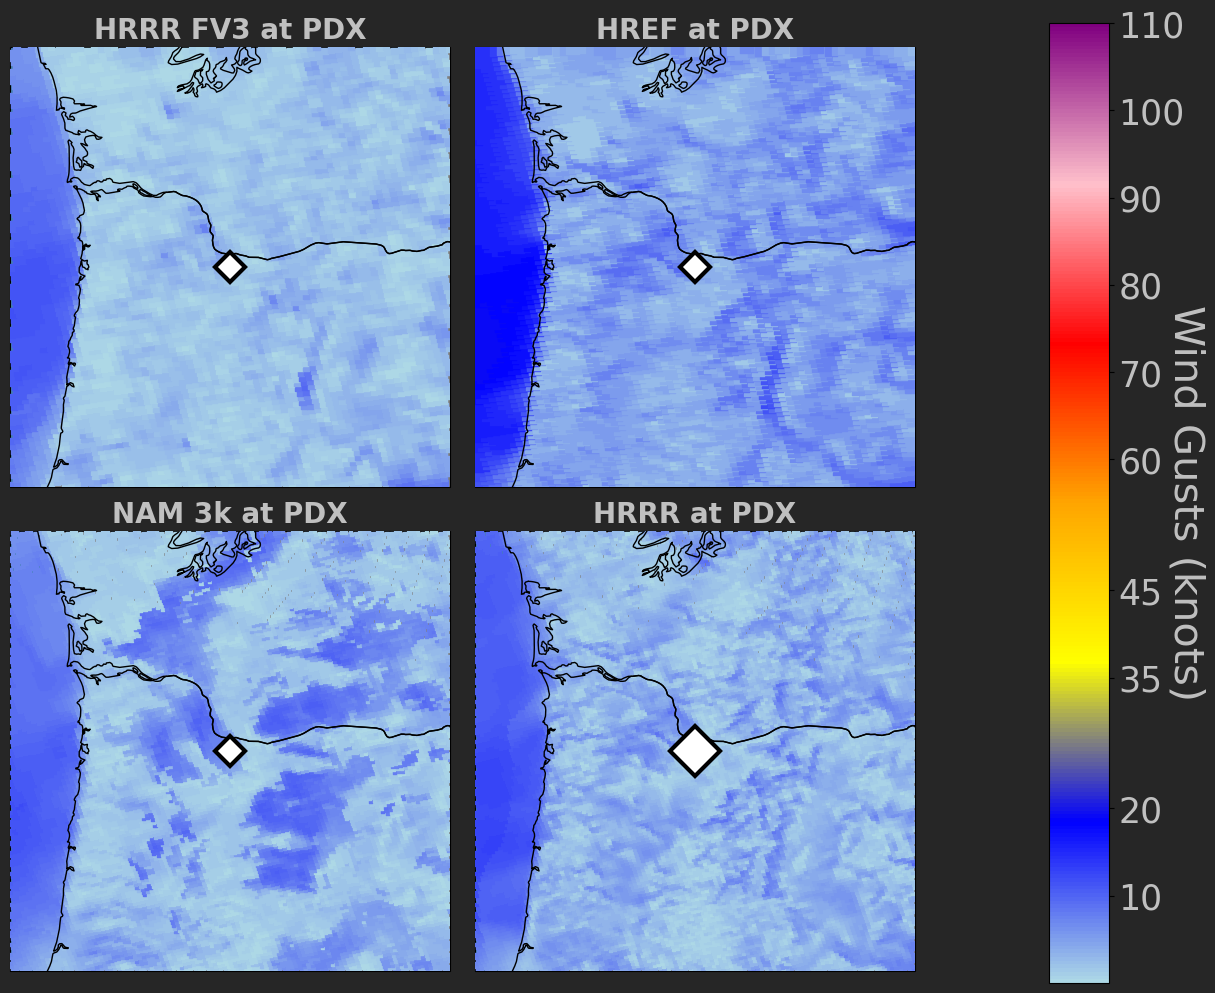 HRRR FV3 at PDX
HREF at PDX
NAM 3k at PDX
HRRR at PDX
110
100
90
80
70
60
45
35
20
10
Wind Gusts (knots)